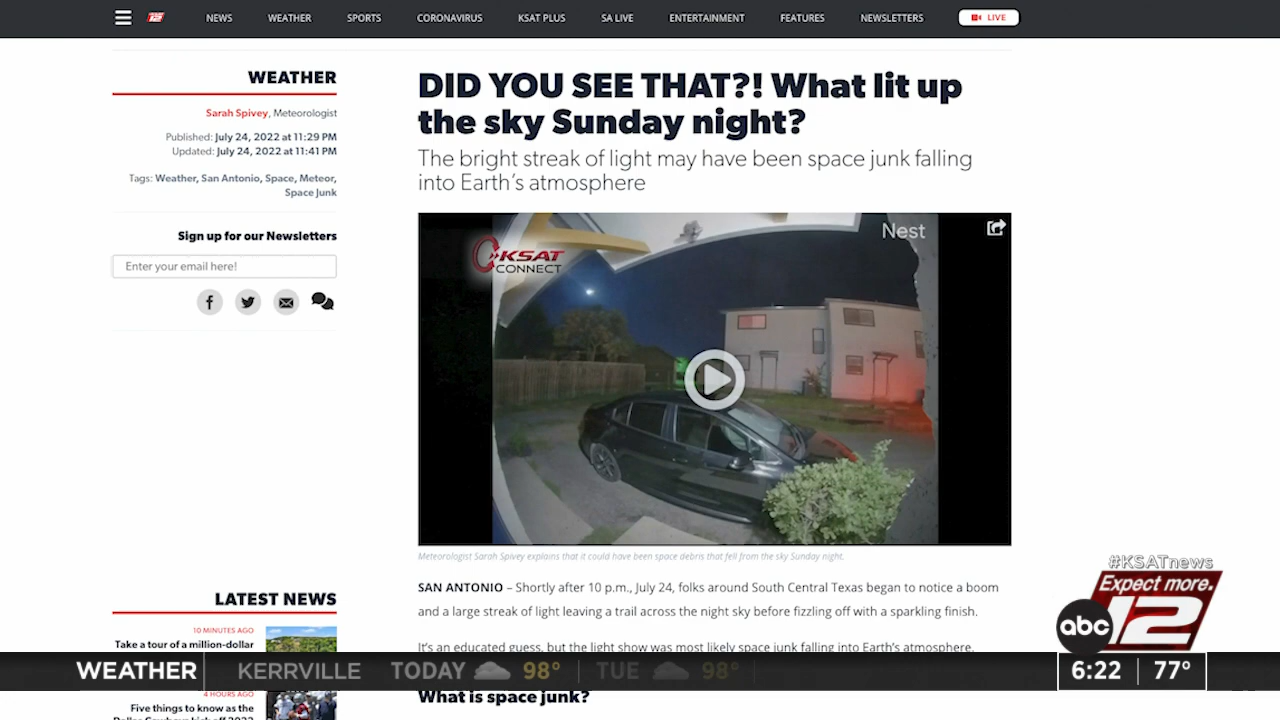 NEWS WEATHER SPORTS CORONAVIRUS KSAT PLUS SA LIVE ENTERTAINMENT FEATURES NEWSLETTERS LIVE
WEATHER
Sarah Spivey, Meteorologist
Published: July 24, 2022 at 11:29 PM
Updated: July 24, 2022 at 11:41 PM
Tags: Weather, San Antonio, Space, Meteor,
Space Junk
Sign up for our Newsletters
Enter your email here!
DID YOU SEE THAT?! What lit up
the sky Sunday night?
The bright streak of light may have been space junk falling
into Earth's atmosphere
KSAT
CONNECT
Nest
Meteorologist Sarah Spivey explains that it could have been space debris that fell from the sky Sunday night.
SAN ANTONIO – Shortly after 10 p.m., July 24, folks around South Central Texas began to notice a boom
and a large streak of light leaving a trail across the night sky before fizzling off with a sparkling finish.
It's an educated guess, but the light show was most likely space junk falling into Earth's atmosphere.
What is space junk?
LATEST NEWS
10 MINUTES AGO
Take a tour of a million-dollar
4 HOURS AGO
Five things to know as the
Dallas Cowboys kick off 2022
#KSATnews
Expect more.
abc 12
WEATHER KERRVILLE TODAY 98° TUE 98°
6:22 77°